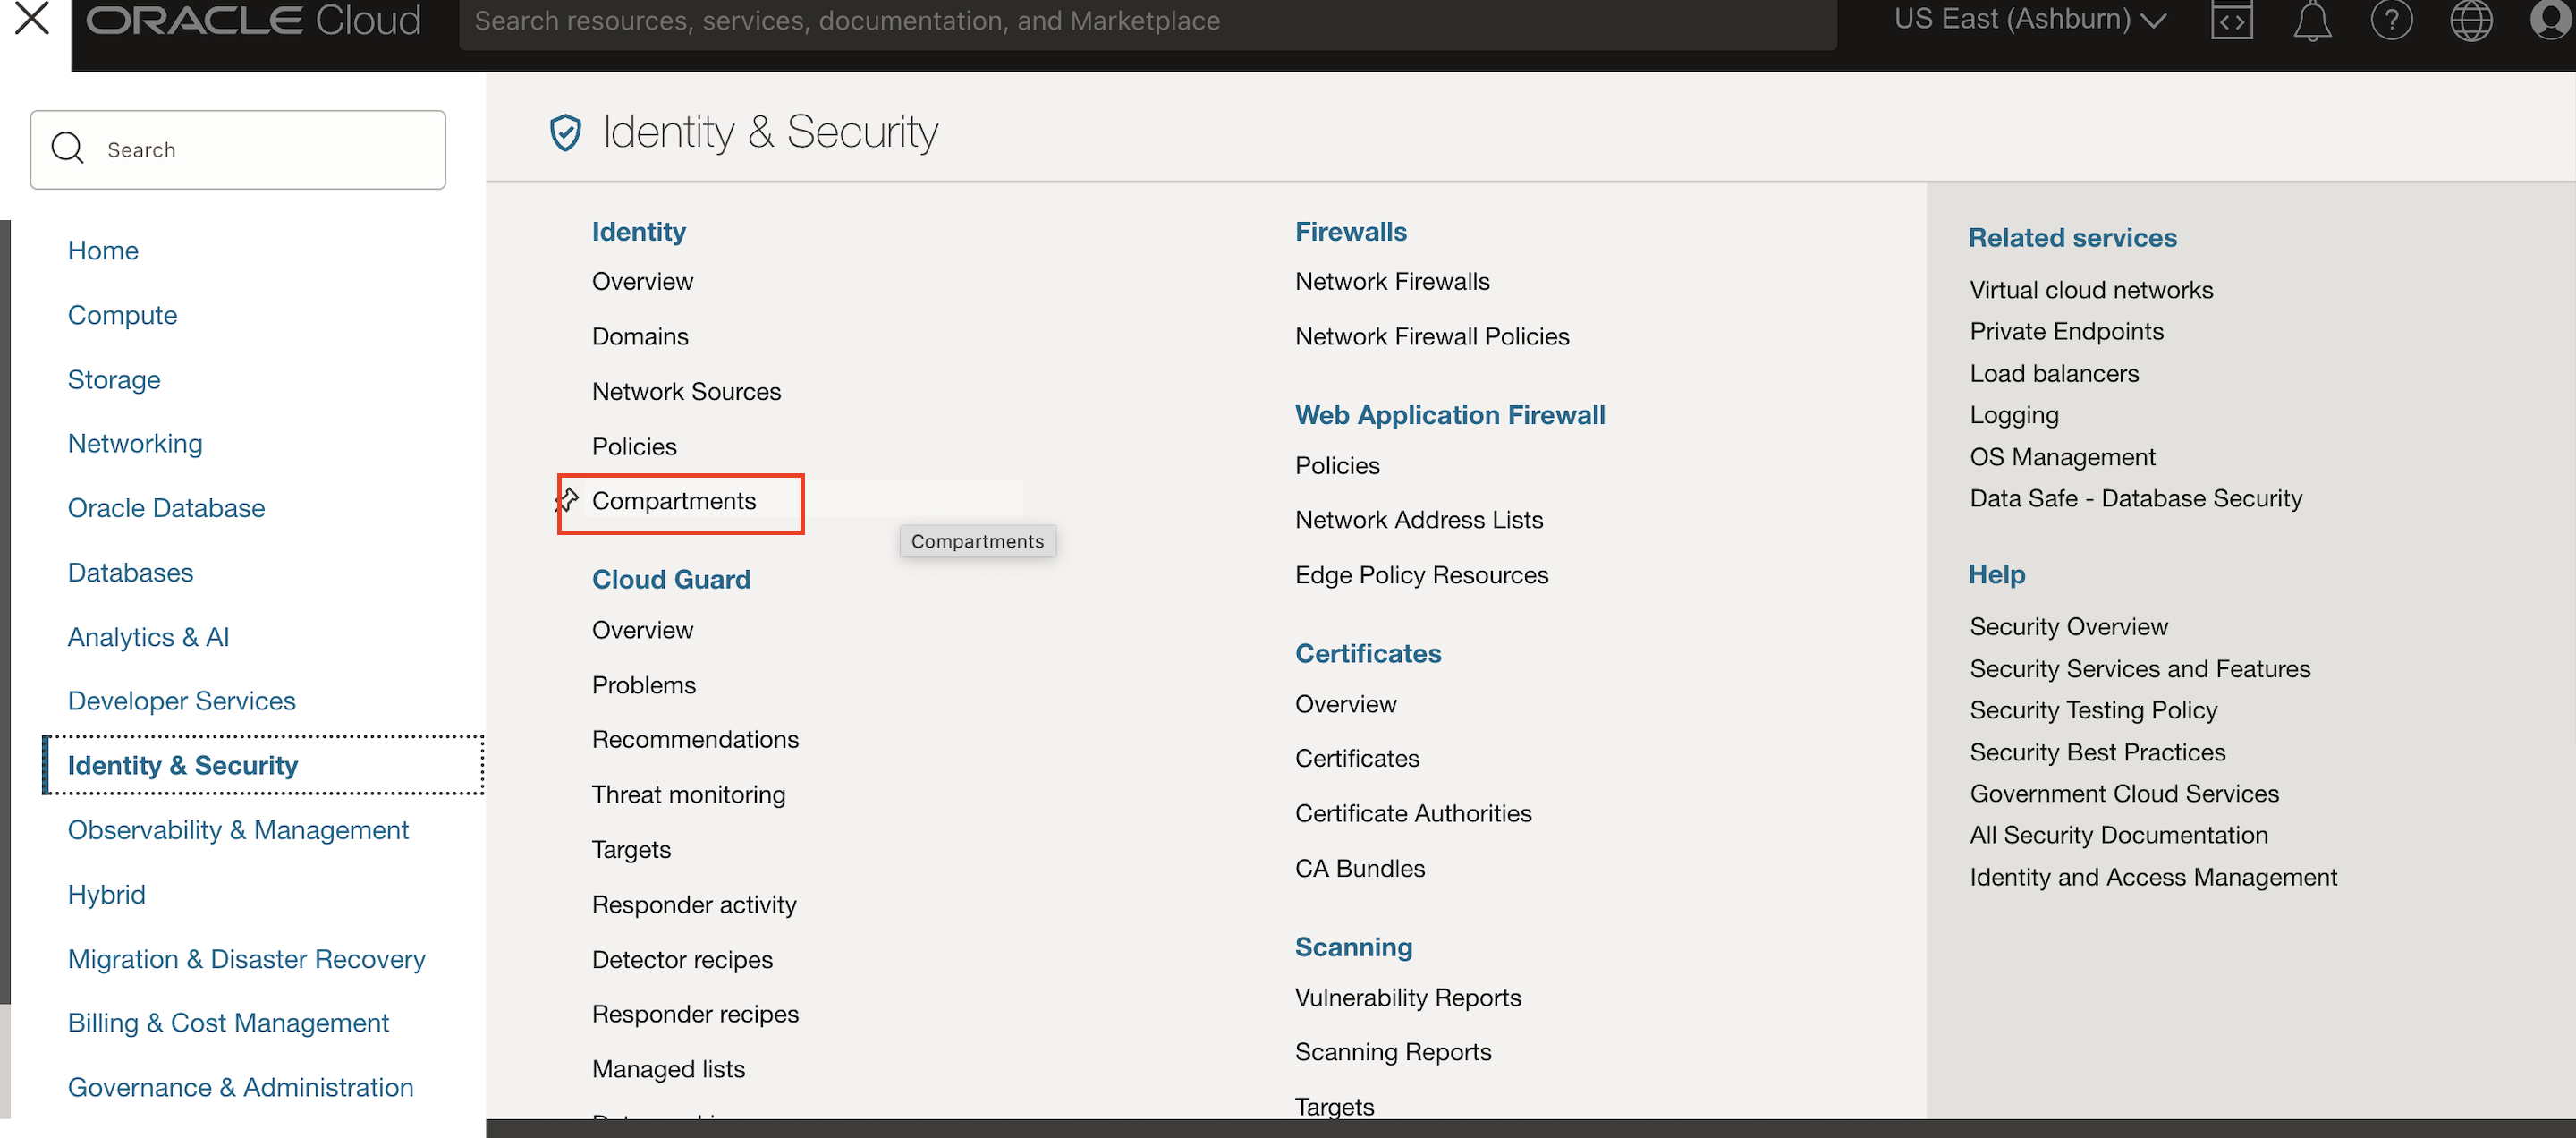 ORACLE Cloud
Search resources, services, documentation, and Marketplace
US East (Ashburn)
Search
Home
Compute
Storage
Networking
Oracle Database
Databases
Analytics & AI
Developer Services
Identity & Security
Observability & Management
Hybrid
Migration & Disaster Recovery
Billing & Cost Management
Governance & Administration
Identity & Security
Identity
Overview
Domains
Network Sources
Policies
Compartments
Compartments
Cloud Guard
Overview
Problems
Recommendations
Threat monitoring
Targets
Responder activity
Detector recipes
Responder recipes
Managed lists
Firewalls
Network Firewalls
Network Firewall Policies
Web Application Firewall
Policies
Network Address Lists
Edge Policy Resources
Certificates
Overview
Certificates
Certificate Authorities
CA Bundles
Scanning
Vulnerability Reports
Scanning Reports
Targets
Related services
Virtual cloud networks
Private Endpoints
Load balancers
Logging
OS Management
Data Safe - Database Security
Help
Security Overview
Security Services and Features
Security Testing Policy
Security Best Practices
Government Cloud Services
All Security Documentation
Identity and Access Management